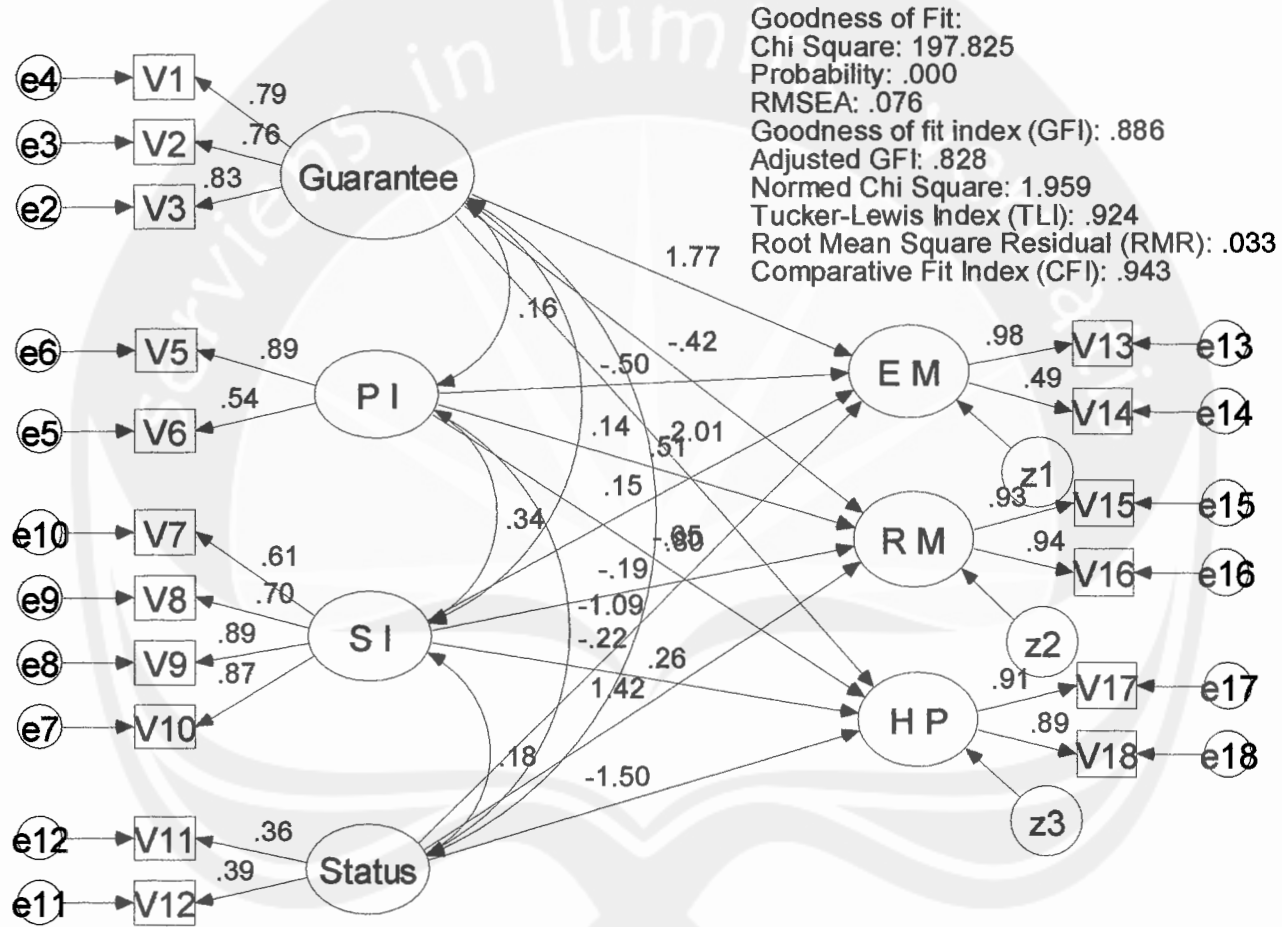 Goodness of Fit:
Chi Square: 197.825
Probability: .000
RMSEA: .076
Goodness of fit index (GFI): .886
Adjusted GFI: .828
Normed Chi Square: 1.959
Tucker-Lewis Index (TLI): .924
Root Mean Square Residual (RMR): .033
Comparative Fit Index (CFI): .943
serviens in lumine
e4 V1 .79
e3 V2 .76
e2 V3 .83
Guarantee
e6 V5 .89
e5 V6 .54
P I
e10 V7 .61
e9 V8 .70
e8 V9 .89
e7 V10 .87
S I
e12 V11 .36
e11 V12 .39
Status
1.77
.16
-.42
-.50
.14
2.01
.51
.15
.34
-.19
-1.09
-.22
.26
1.42
.18
-1.50
E M
.98 V13 e13
.49 V14 e14
z1
R M
.93 V15 e15
.94 V16 e16
z2
H P
.91 V17 e17
.89 V18 e18
z3